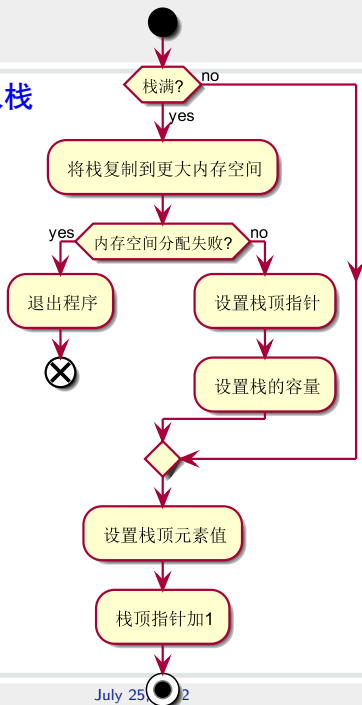 栈满?
no
栈
yes
将栈复制到更大内存空间
yes
内存空间分配失败?
no
退出程序
设置栈顶指针
设置栈的容量
设置栈顶元素值
栈顶指针加1
July 25, 2